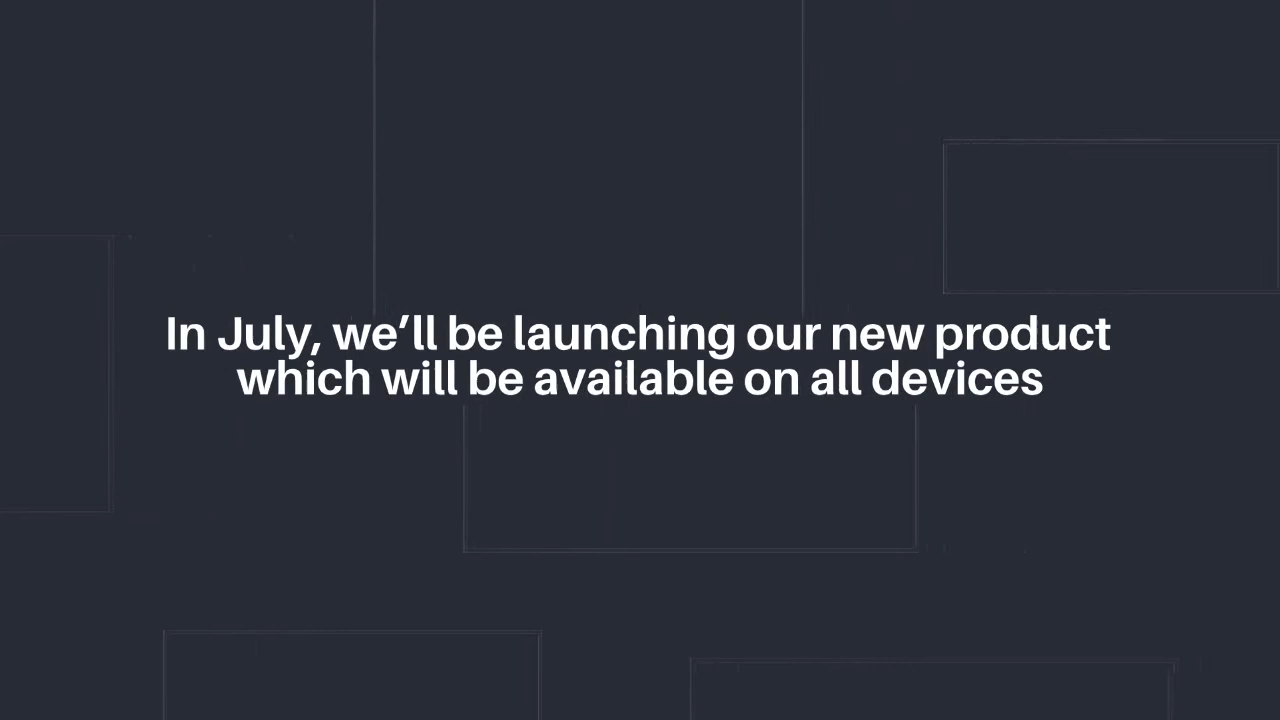 In July, we’ll be launching our new product
which will be available on all devices